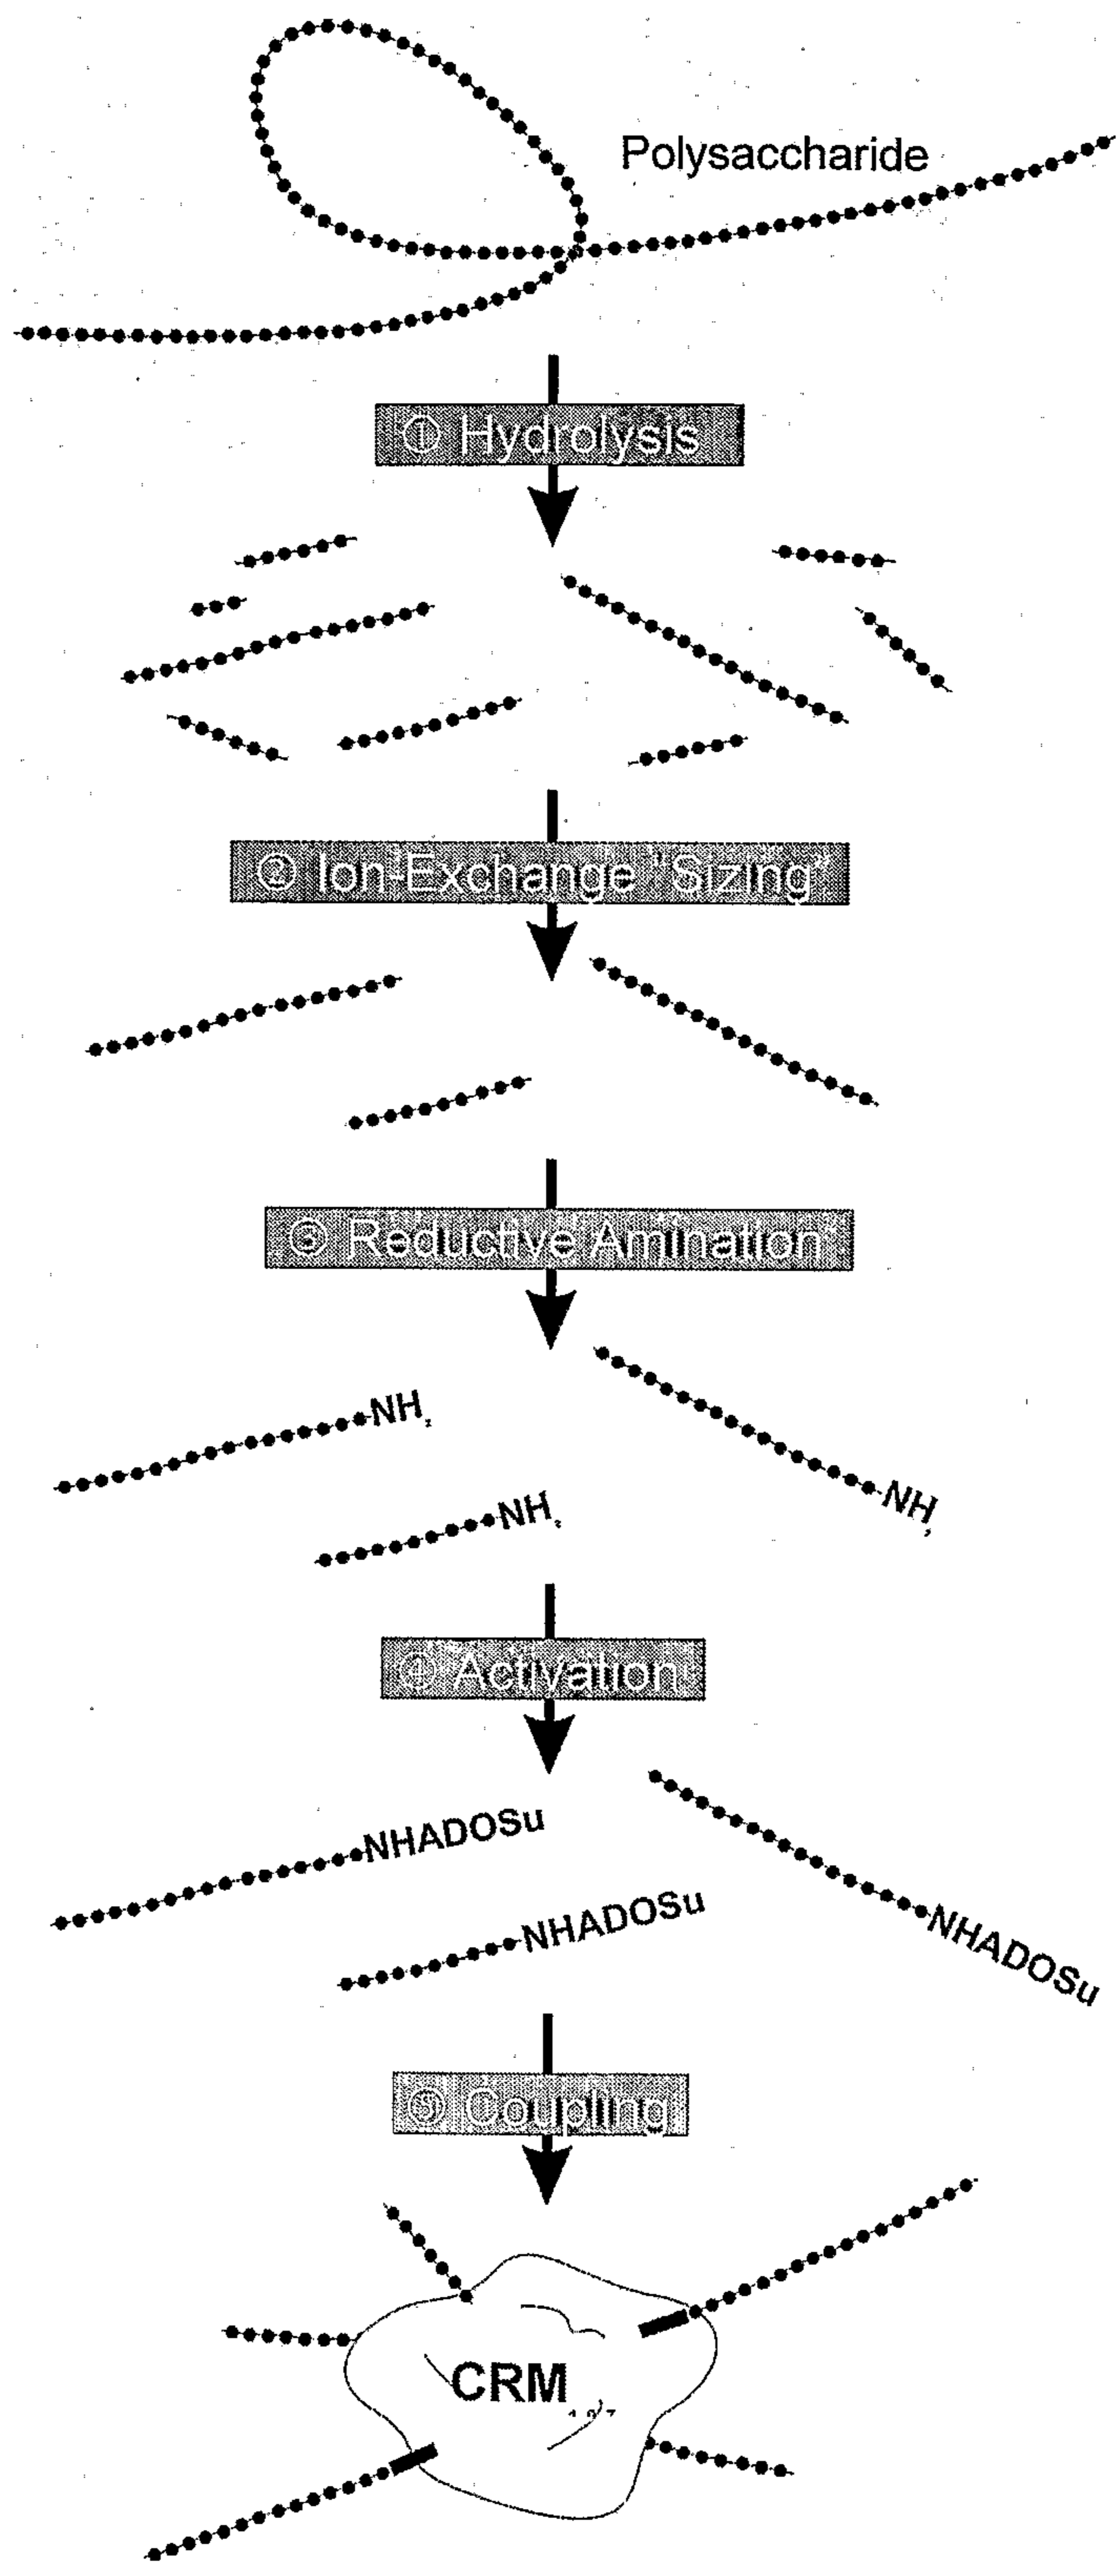 Polysaccharide
① Hydrolysis
② Ion-Exchange "Sizing"
③ Reductive Amination
NH₂
NH₂
NH₂
④ Activation
NHADOSu
NHADOSu
NHADOSu
⑤ Coupling
CRM₁₉₇